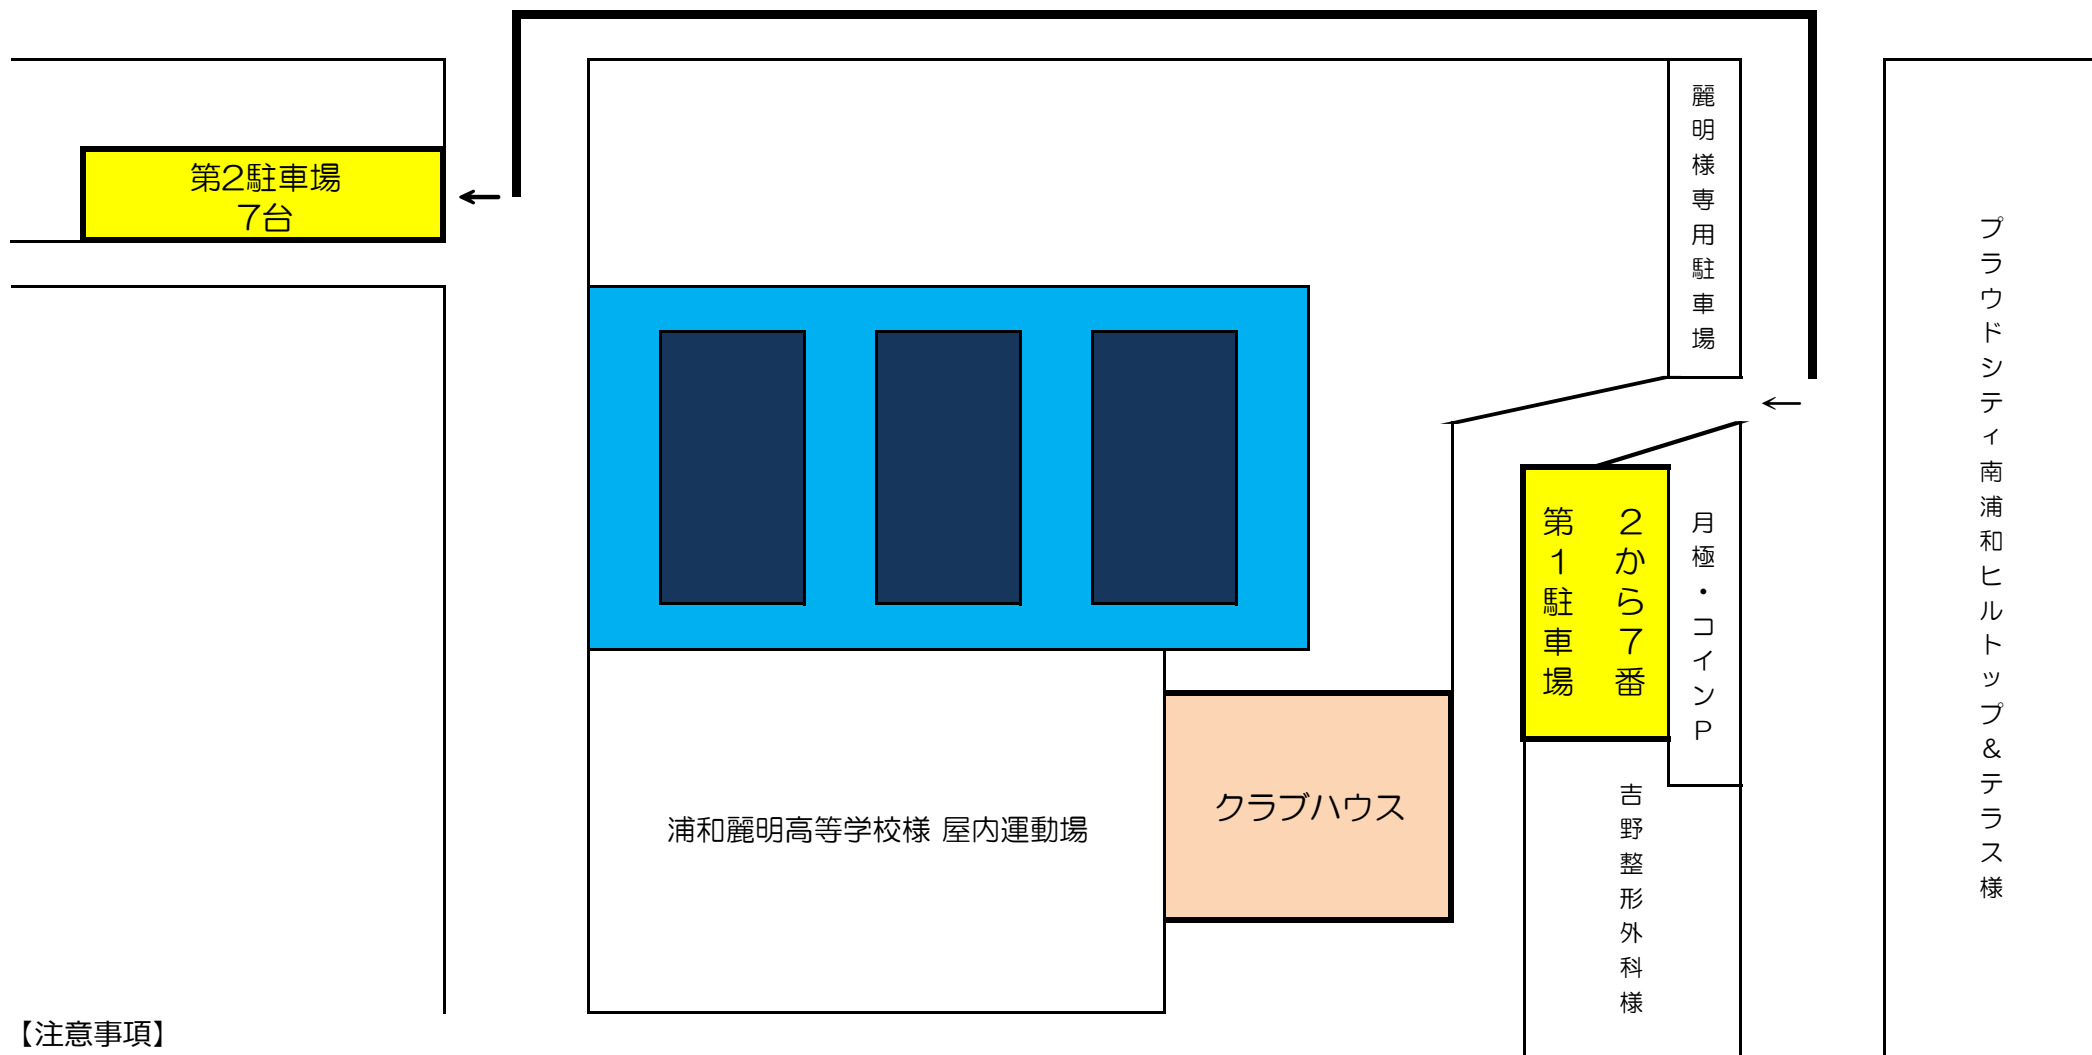 第2駐車場
7台
麗明様専用駐車場
プラウドシティ南浦和ヒルトップ&テラス様
2から7番
第1駐車場
月極・コインP
クラブハウス
浦和麗明高等学校様 屋内運動場
吉野整形外科様
【注意事項】